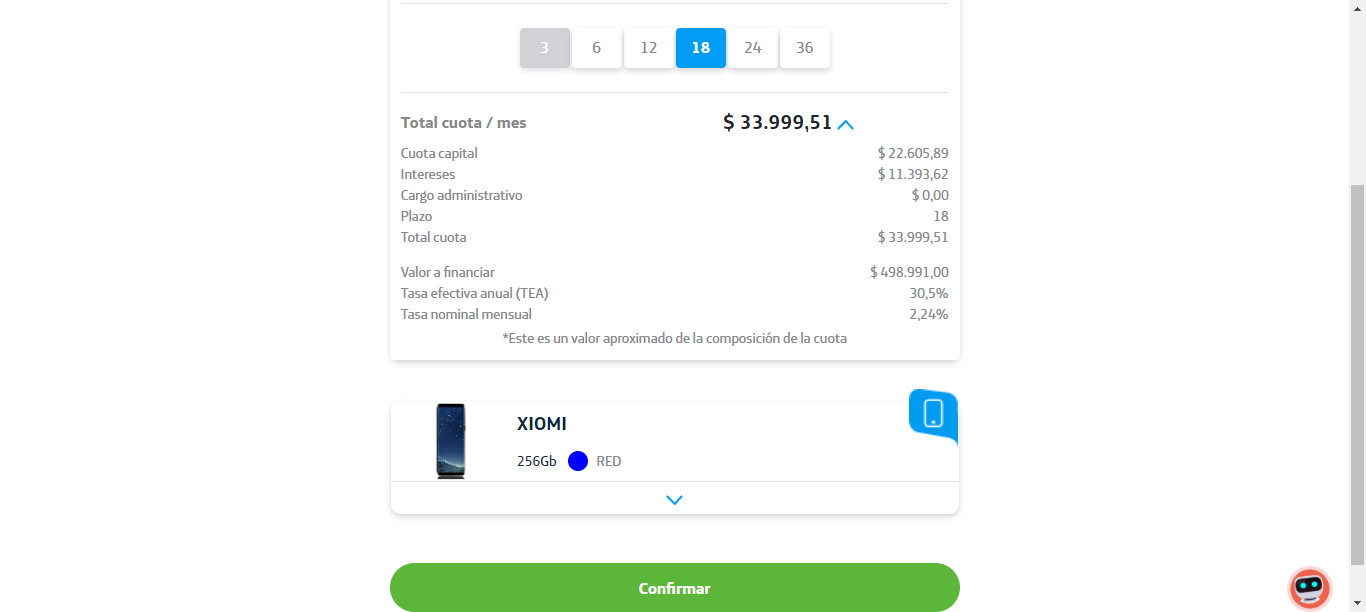 3 6 12 18 24 36
Total cuota / mes $ 33.999,51
Cuota capital $ 22.605,89
Intereses $ 11.393,62
Cargo administrativo $ 0,00
Plazo 18
Total cuota $ 33.999,51
Valor a financiar $ 498.991,00
Tasa efectiva anual (TEA) 30,5%
Tasa nominal mensual 2,24%
*Este es un valor aproximado de la composición de la cuota
XIOMI
256Gb RED
Confirmar